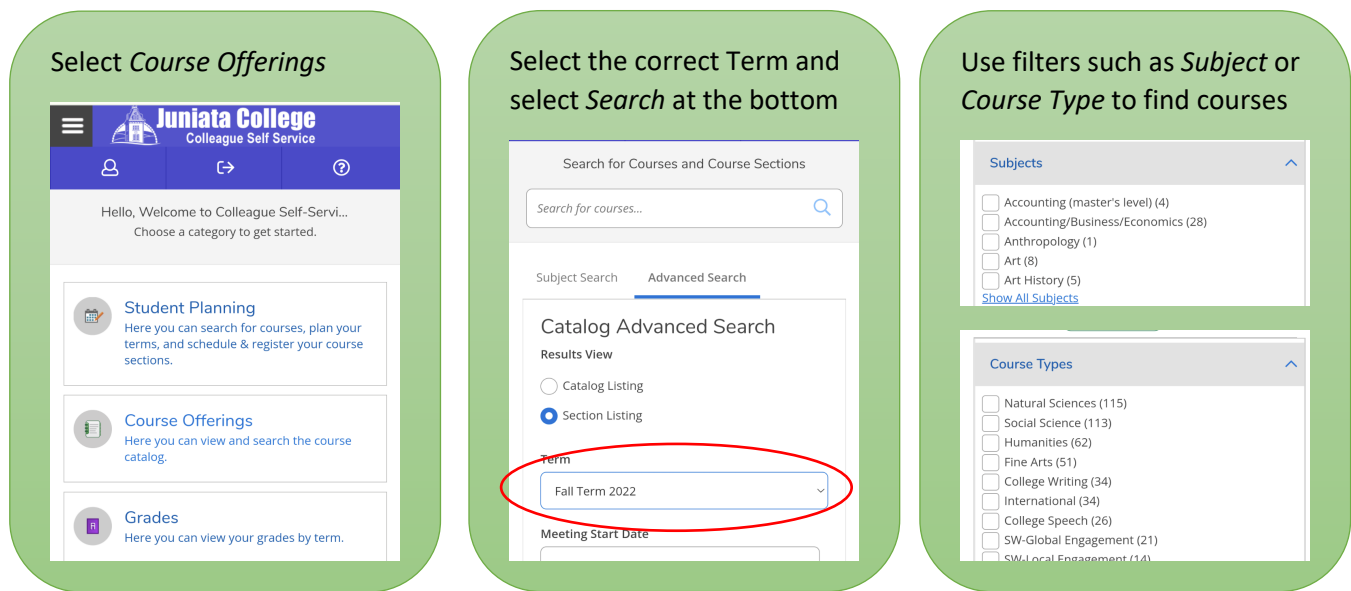 Select Course Offerings
Juniata College
Colleague Self Service
Hello, Welcome to Colleague Self-Servi...
Choose a category to get started.
Student Planning
Here you can search for courses, plan your
terms, and schedule & register your course
sections.
Course Offerings
Here you can view and search the course
catalog.
Grades
Here you can view your grades by term.
Select the correct Term and
select Search at the bottom
Search for Courses and Course Sections
Search for courses...
Subject Search Advanced Search
Catalog Advanced Search
Results View
Catalog Listing
Section Listing
Term
Fall Term 2022
Meeting Start Date
Use filters such as Subject or
Course Type to find courses
Subjects
Accounting (master's level) (4)
Accounting/Business/Economics (28)
Anthropology (1)
Art (8)
Art History (5)
Show All Subjects
Course Types
Natural Sciences (115)
Social Science (113)
Humanities (62)
Fine Arts (51)
College Writing (34)
International (34)
College Speech (26)
SW-Global Engagement (21)
SW-Local Engagement (14)